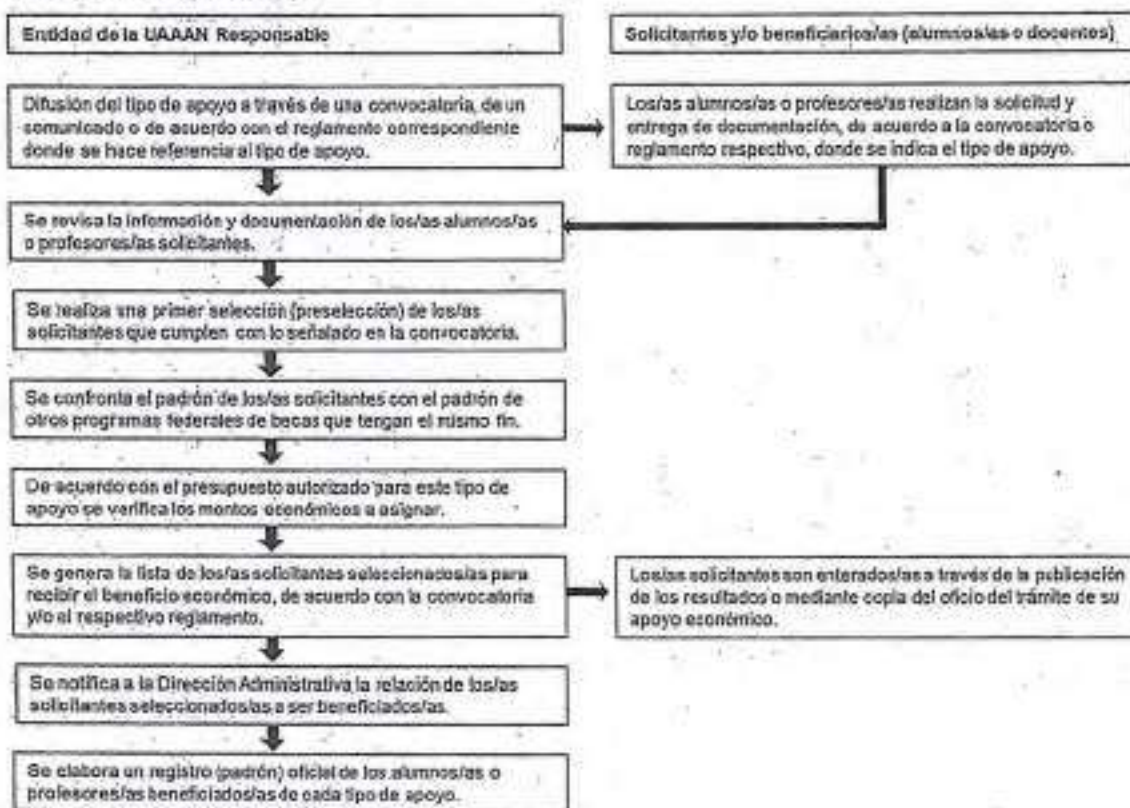 Entidad de la UAAAN Responsable
Solicitantes y/o beneficiarios/as (alumnos/as o docentes)
Difusión del tipo de apoyo a través de una convocatoria, de un
comunicado o de acuerdo con el reglamento correspondiente
donde se hace referencia al tipo de apoyo.
Los/as alumnos/as o profesores/as realizan la solicitud y
entrega de documentación, de acuerdo a la convocatoria o
reglamento respectivo, donde se indica el tipo de apoyo.
Se revisa la información y documentación de los/as alumnos/as
o profesores/as solicitantes.
Se realiza una primer selección (preselección) de los/as
solicitantes que cumplen con lo señalado en la convocatoria.
Se confronta el padrón de los/as solicitantes con el padrón de
otros programas federales de becas que tengan el mismo fin.
De acuerdo con el presupuesto autorizado para este tipo de
apoyo se verifica los montos económicos a asignar.
Se genera la lista de los/as solicitantes seleccionados/as para
recibir el beneficio económico, de acuerdo con la convocatoria
y/o el respectivo reglamento.
Los/as solicitantes son enterados/as a través de la publicación
de los resultados o mediante copia del oficio del trámite de su
apoyo económico.
Se notifica a la Dirección Administrativa la relación de los/as
solicitantes seleccionados/as a ser beneficiados/as.
Se elabora un registro (padrón) oficial de los alumnos/as o
profesores/as beneficiados/as de cada tipo de apoyo.